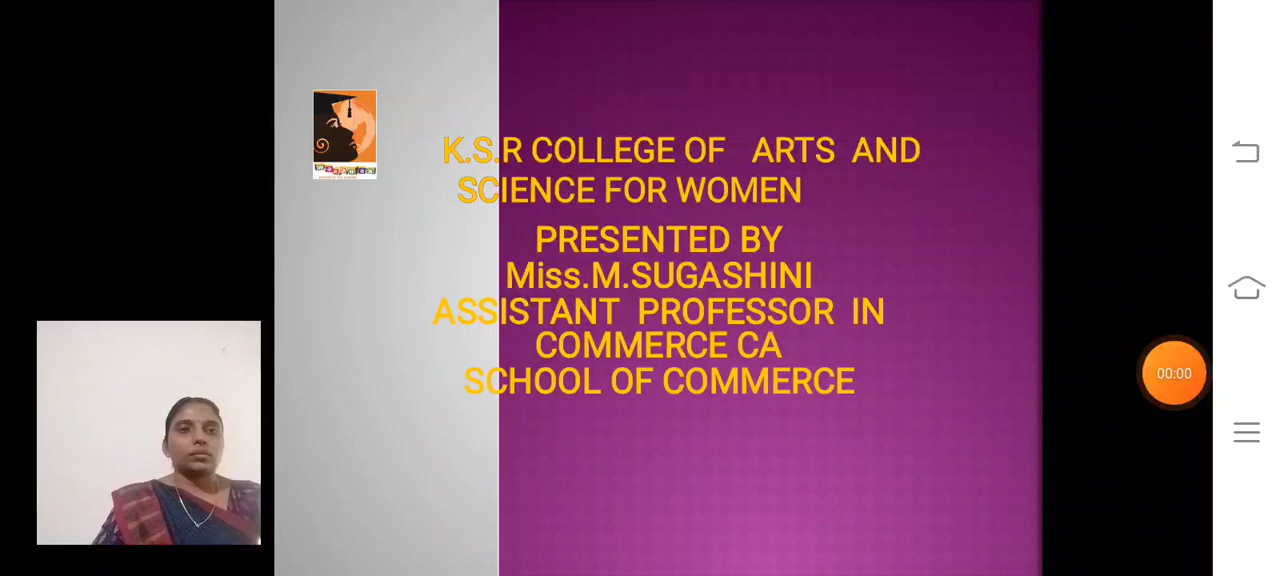 K.S.R COLLEGE OF ARTS AND
SCIENCE FOR WOMEN
PRESENTED BY
Miss.M.SUGASHINI
ASSISTANT PROFESSOR IN
COMMERCE CA
SCHOOL OF COMMERCE
00:00